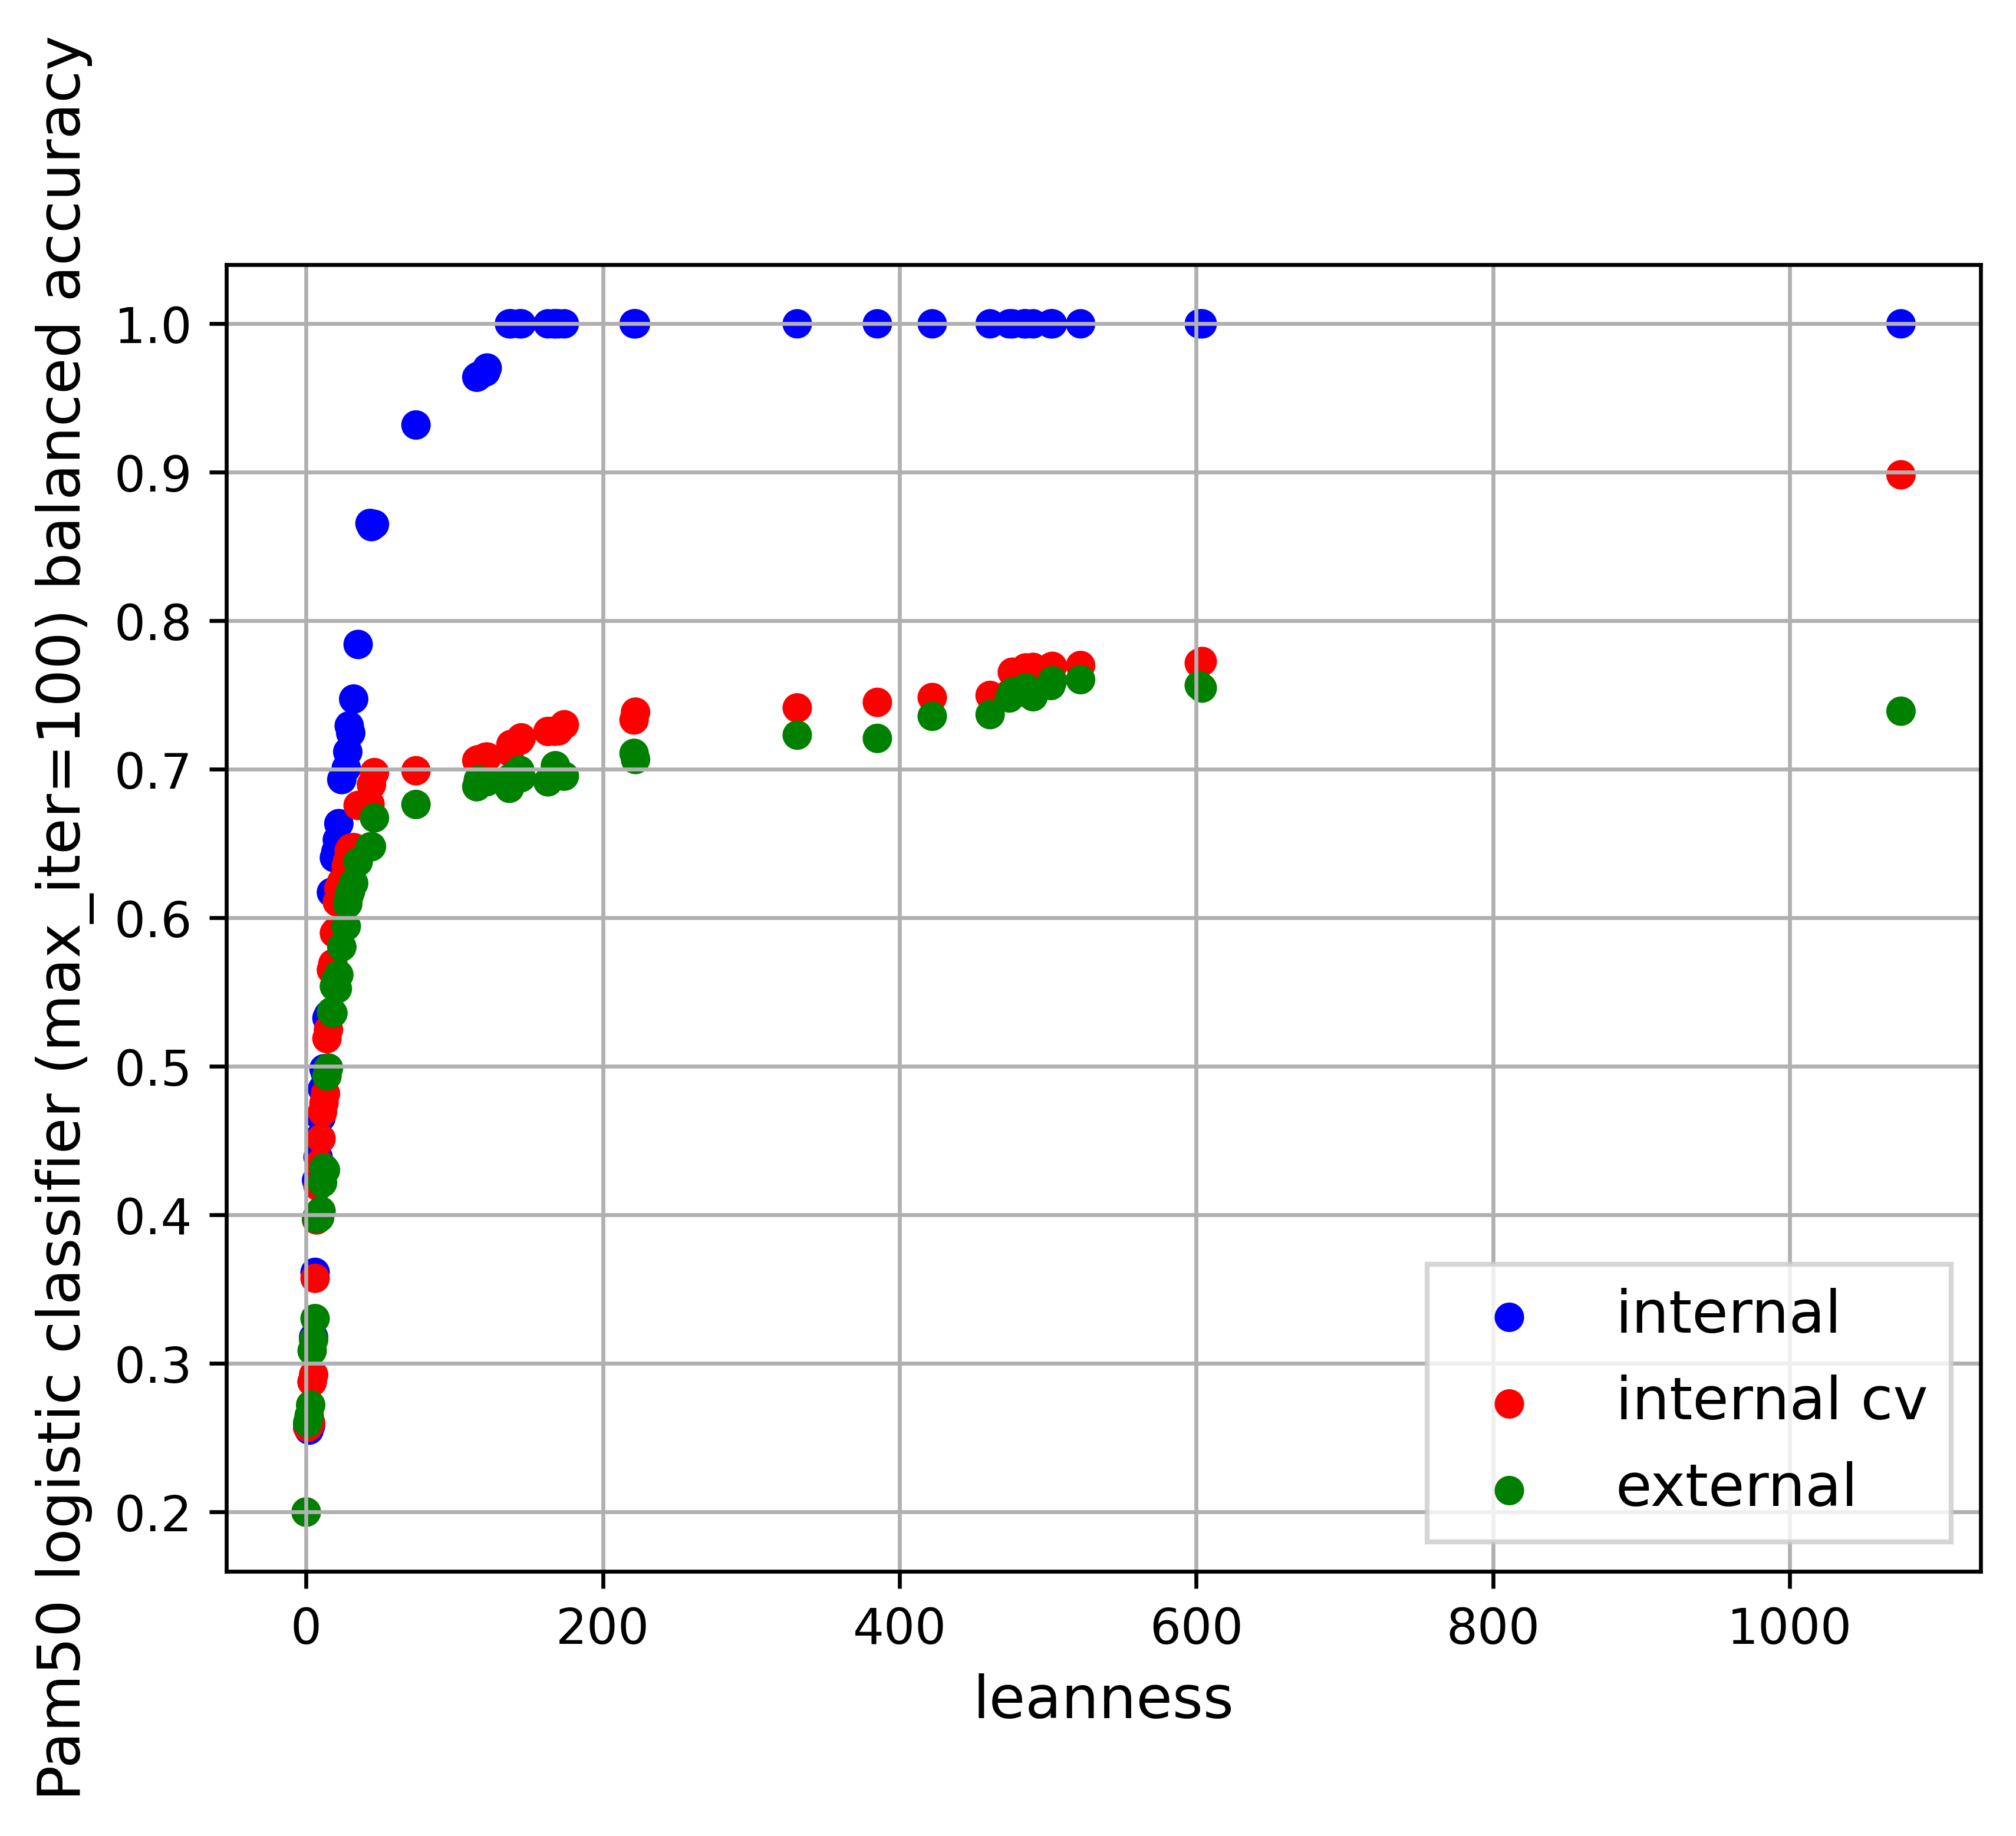 Pam50 logistic classifier (max_iter=100) balanced accuracy
1.0
0.9
0.8
0.7
0.6
0.5
0.4
0.3
0.2
internal
internal cv
external
0 200 400 600 800 1000
leanness